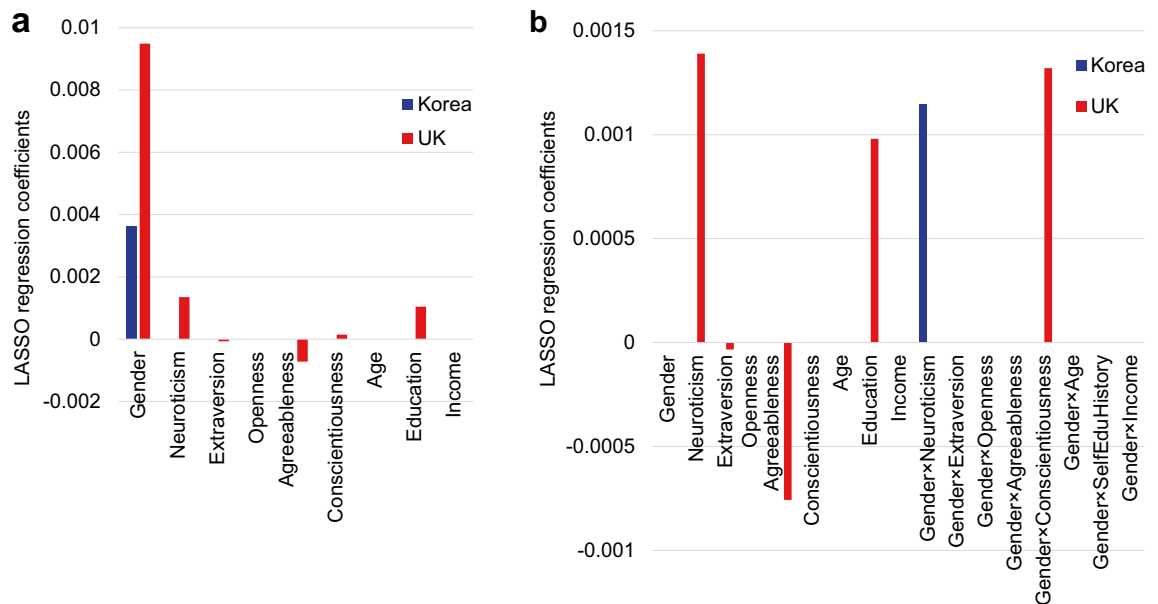 a
LASSO regression coefficients
0.01
0.008
0.006
0.004
0.002
0
-0.002
Korea
UK
Gender
Neuroticism
Extraversion
Openness
Agreeableness
Conscientiousness
Age
Education
Income
b
LASSO regression coefficients
0.0015
0.001
0.0005
0
-0.0005
-0.001
Korea
UK
Gender
Neuroticism
Extraversion
Openness
Agreeableness
Conscientiousness
Age
Education
Income
Gender×Neuroticism
Gender×Extraversion
Gender×Openness
Gender×Agreeableness
Gender×Conscientiousness
Gender×Age
Gender×SelfEduHistory
Gender×Income